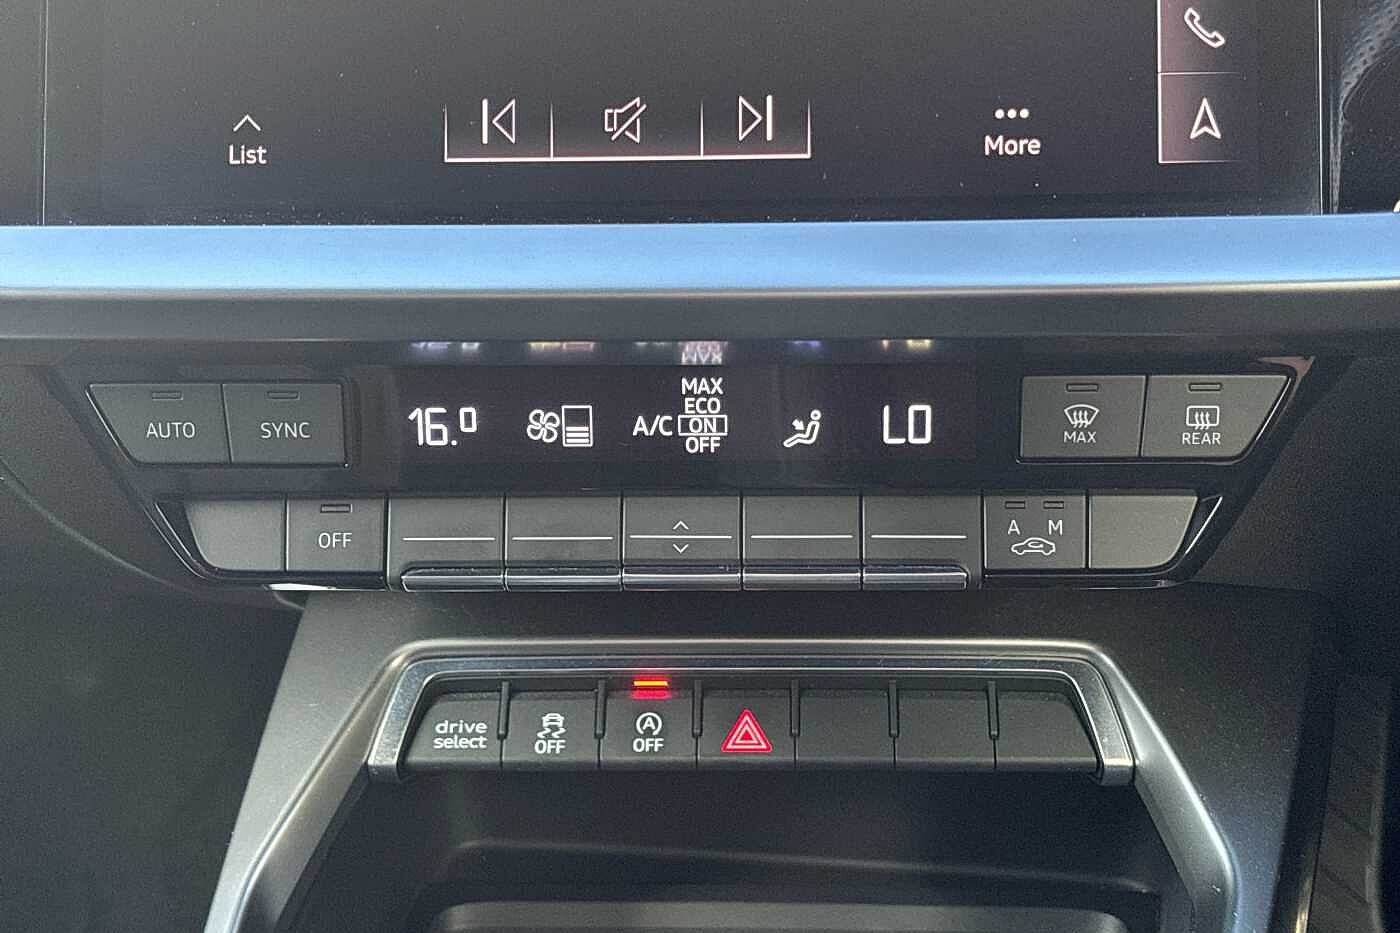 List
More
MAX
ECO
AUTO
SYNC
16.0
A/C
ON
OFF
LO
MAX
REAR
OFF
A M
drive
select
OFF
A
OFF